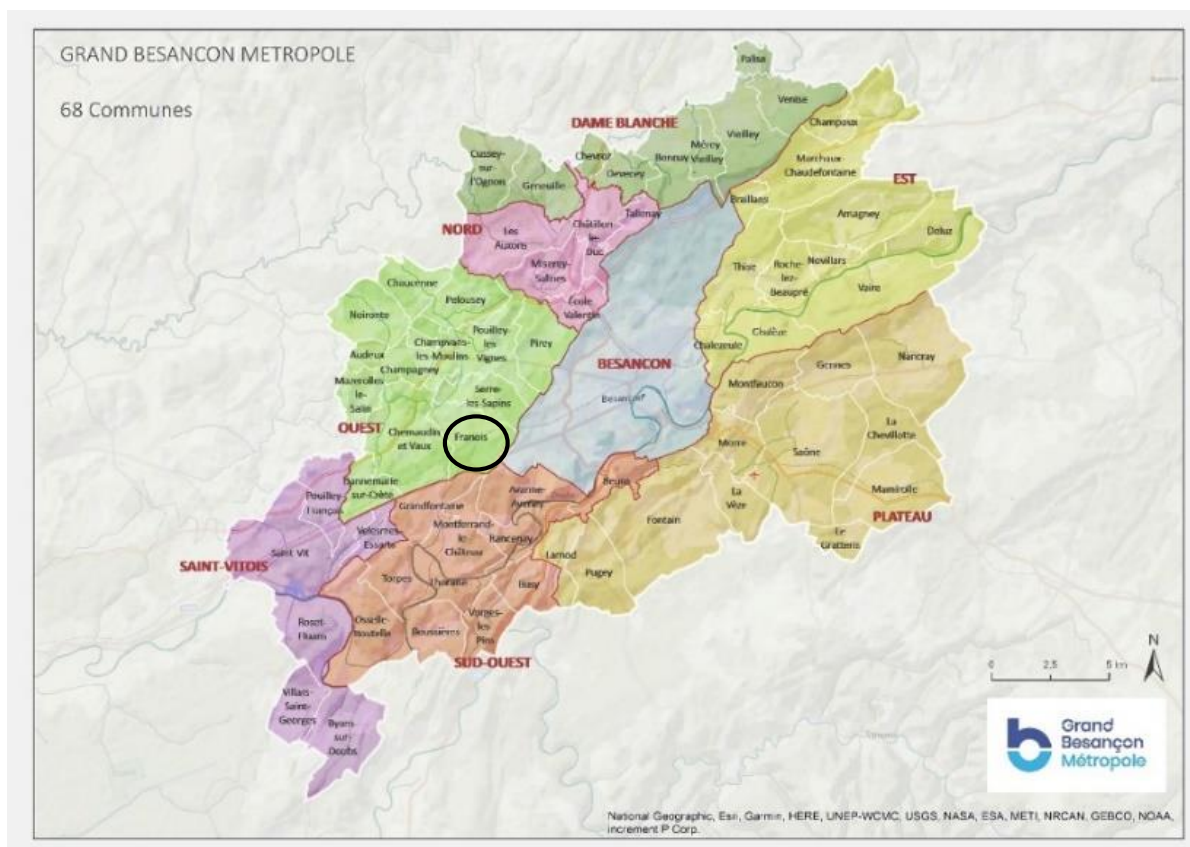 GRAND BESANCON METROPOLE
68 Communes
Palise
Venise
Champoux
DAME BLANCHE
Vieilley
Mérey
Vieilley
Bonnay
Chevroz
Devecey
Cussey-
sur-
l'Ognon
Geneuille
Marchaux-
Chaudefontaine
EST
Braillans
Amagney
Deluz
NORD
Les
Auxons
Châtillon
le-
Duc
Tallenay
Miserey-
Salines
École
Valentin
Thise
Roche-
lez-
Beaupré
Novillars
Vaire
Chalèze
Chalezeule
Chaucenne
Pelousey
Noironte
Pouilley-
les
Vignes
Pirey
Champvans-
les-Moulins
Audeux
Champagney
Mazerolles
le-
Salin
Serre-
les-Sapins
OUEST
Chemaudin
et Vaux
Franois
Dannemarie
sur-Crète
BESANCON
Besançon
Montfaucon
Gennes
Nancray
La
Chevillotte
Morre
Saône
Mamirolle
La
Vèze
Fontain
PLATEAU
Le
Gratteris
Beure
Avanne-
Aveney
Grandfontaine
Montferrand-
le-
Château
Rancenay
Larnod
Pugey
Pouilley-
Français
Velesmes-
Essarts
Saint Vit
SAINT-VITOIS
Torpes
Thoraise
Busy
Roset-
Fluans
Osselle-
Routelle
Boussières
Vorges-
les
Pins
SUD-OUEST
Villars-
Saint-
Georges
Byans
sur-
Doubs
N
0 2,5 5 km
Grand
Besançon
Métropole
National Geographic, Esri, Garmin, HERE, UNEP-WCMC, USGS, NASA, ESA, METI, NRCAN, GEBCO, NOAA,
increment P Corp.